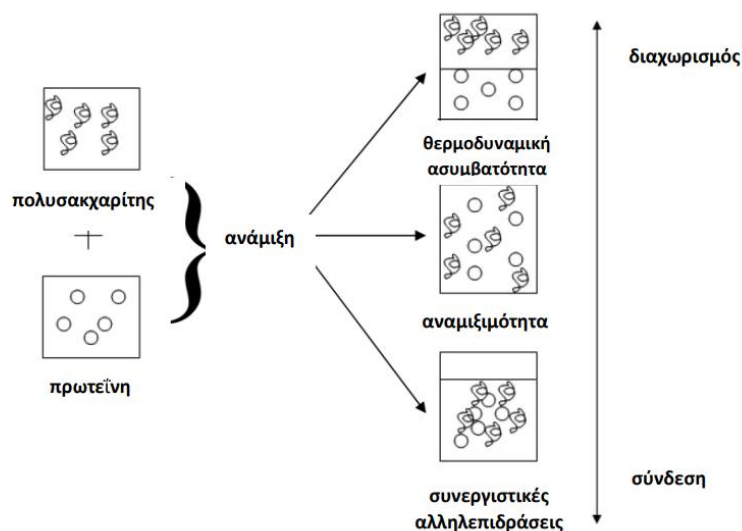 διαχωρισμός
θερμοδυναμική
ασυμβατότητα
πολυσακχαρίτης
+
ανάμιξη
αναμιξιμότητα
πρωτεΐνη
σύνδεση
συνεργιστικές
αλληλεπιδράσεις